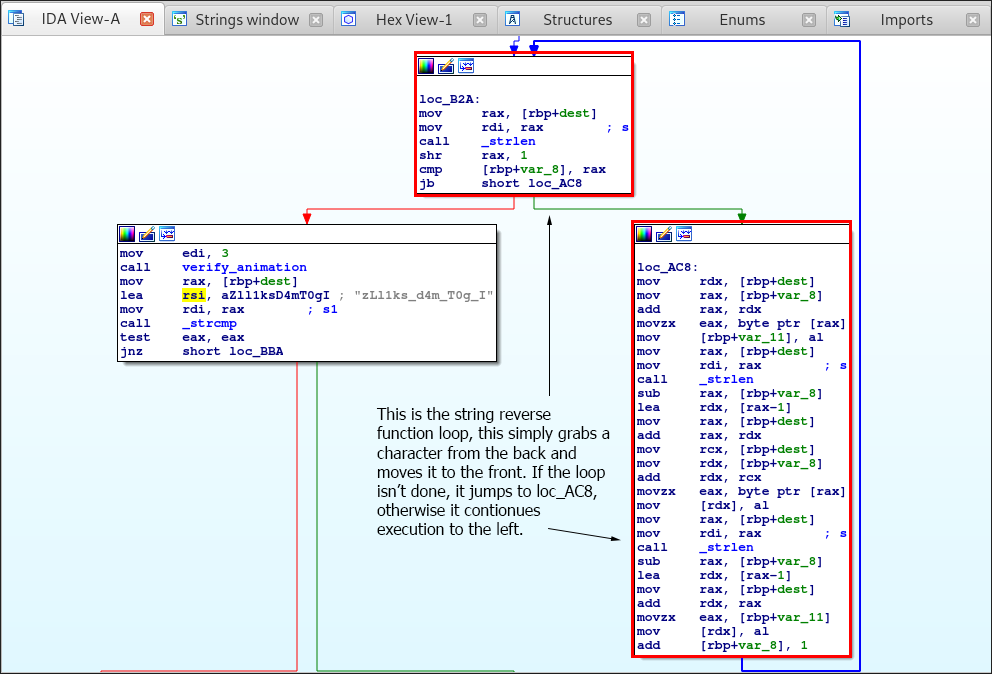 IDA View-A
Strings window
Hex View-1
Structures
Enums
Imports
loc_B2A:
mov rax, [rbp+dest]
mov rdi, rax ; s
call _strlen
shr rax, 1
cmp [rbp+var_8], rax
jb short loc_AC8
mov edi, 3
call verify_animation
mov rax, [rbp+dest]
lea rsi, aZll1ksD4mT0gI ; "zLl1ks_d4m_T0g_I"
mov rdi, rax ; s1
call _strcmp
test eax, eax
jnz short loc_BBA
loc_AC8:
mov rdx, [rbp+dest]
mov rax, [rbp+var_8]
add rax, rdx
movzx eax, byte ptr [rax]
mov [rbp+var_11], al
mov rax, [rbp+dest]
mov rdi, rax ; s
call _strlen
sub rax, [rbp+var_8]
lea rdx, [rax-1]
mov rax, [rbp+dest]
add rax, rdx
mov rcx, [rbp+dest]
mov rdx, [rbp+var_8]
add rdx, rcx
movzx eax, byte ptr [rax]
mov [rdx], al
mov rax, [rbp+dest]
mov rdi, rax ; s
call _strlen
sub rax, [rbp+var_8]
lea rdx, [rax-1]
mov rax, [rbp+dest]
add rdx, rax
movzx eax, [rbp+var_11]
mov [rdx], al
add [rbp+var_8], 1
This is the string reverse
function loop, this simply grabs a
character from the back and
moves it to the front. If the loop
isn't done, it jumps to loc_AC8,
otherwise it contionues
execution to the left.